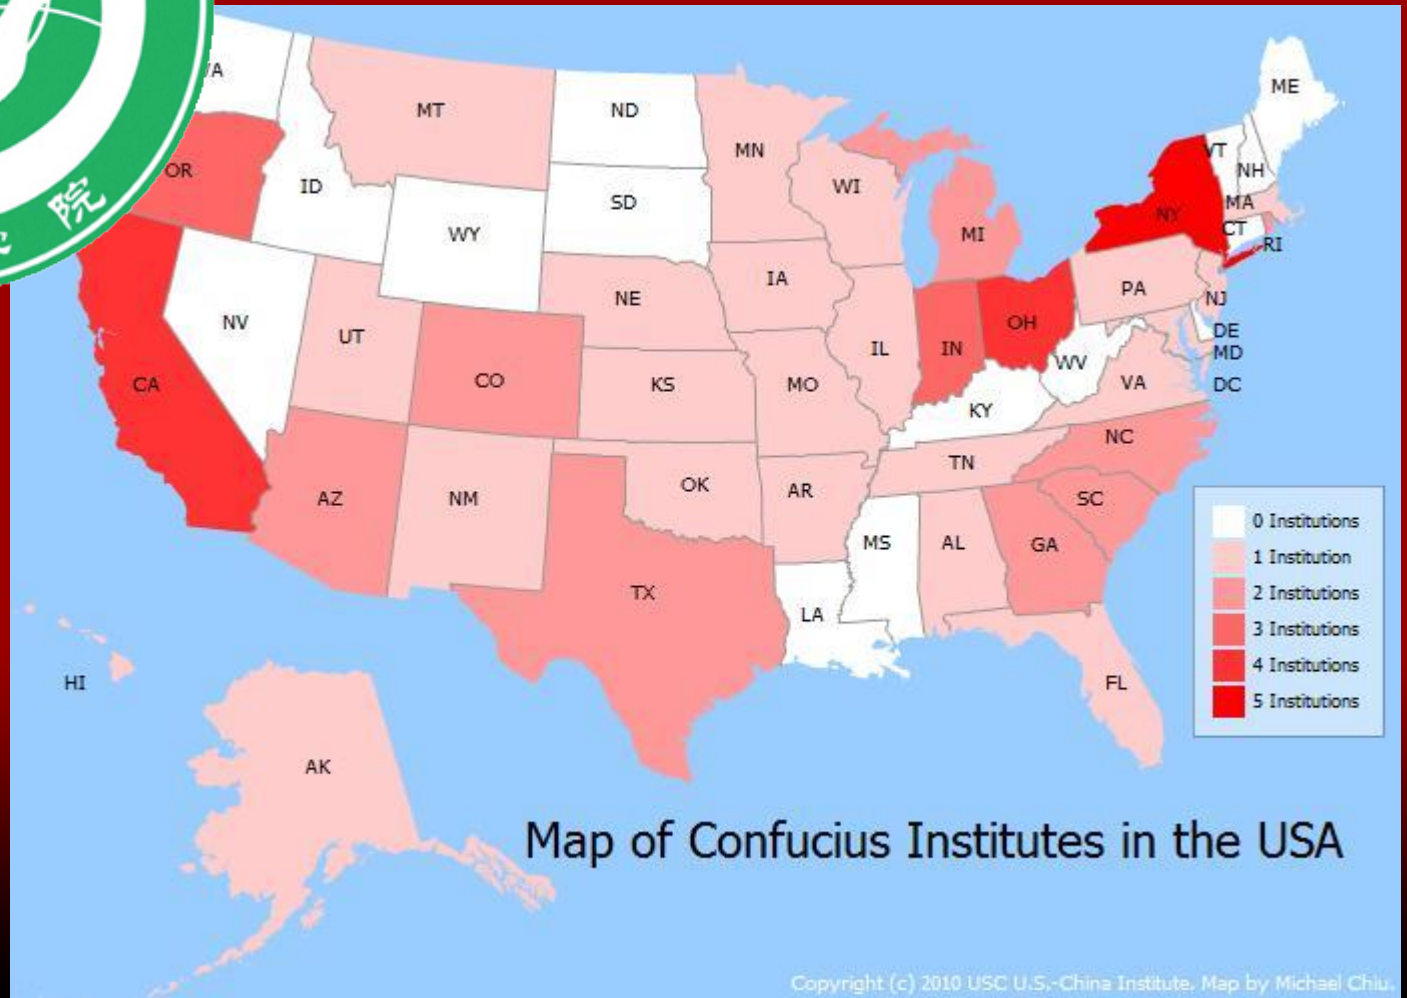 院
/A
MT
ND
MN
ME
OR
ID
SD
WI
VT
NH
WY
MI
NY
MA
CT
RI
NV
UT
NE
IA
PA
NJ
CA
CO
KS
MO
IL
IN
OH
WV
VA
DE
MD
DC
KY
NC
AZ
NM
OK
AR
TN
SC
TX
LA
MS
AL
GA
FL
HI
AK
0 Institutions
1 Institution
2 Institutions
3 Institutions
4 Institutions
5 Institutions
Map of Confucius Institutes in the USA
Copyright (c) 2010 USC U.S.-China Institute. Map by Michael Chiu.